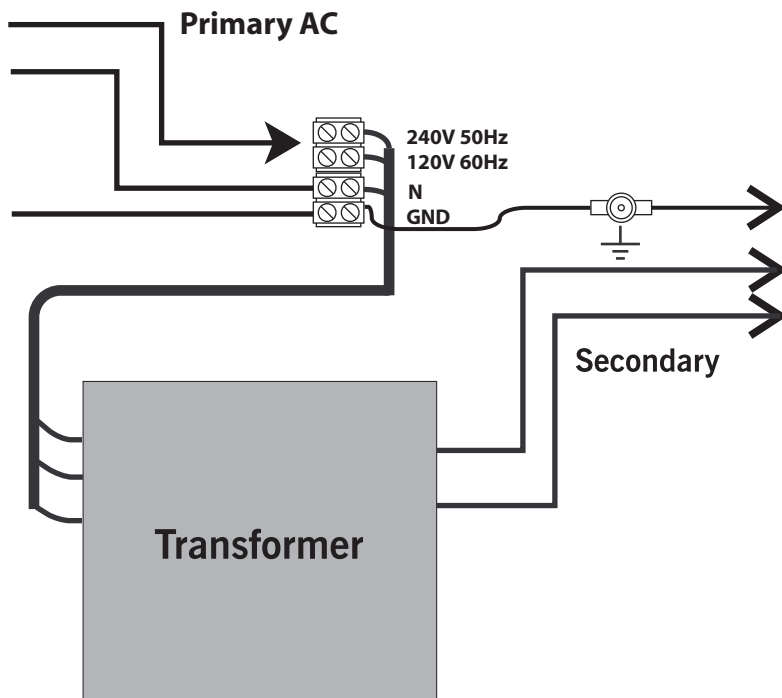 Primary AC
240V 50Hz
120V 60Hz
N
GND
Secondary
Transformer